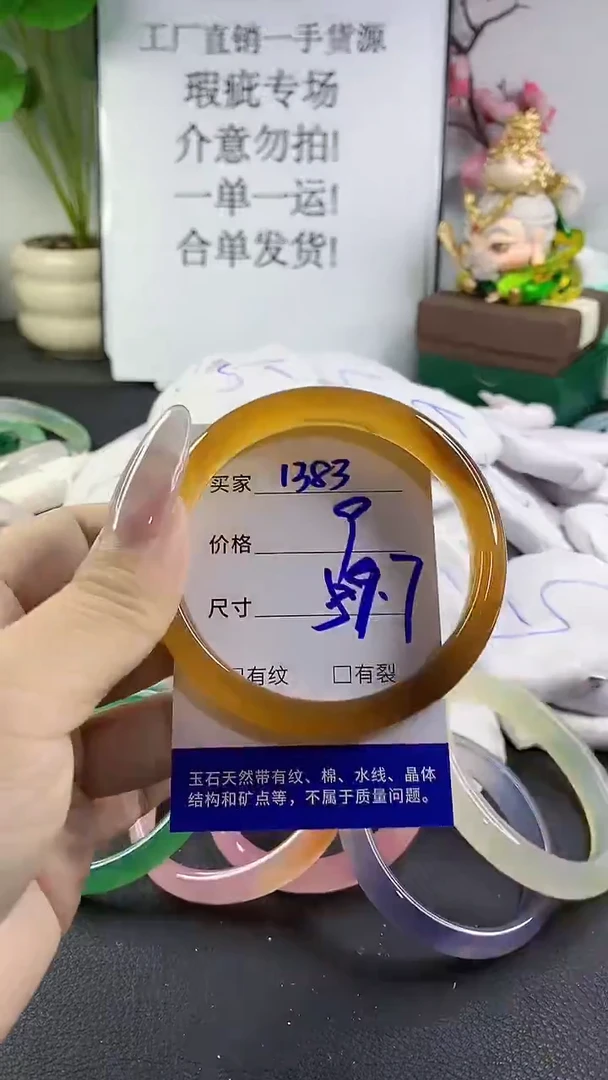 工厂直销一手货源
瑕疵专场
介意勿拍!
一单一运!
合单发货!
买家 1383
价格
尺寸 59.7
□有纹 □有裂
玉石天然带有纹、棉、水线、晶体
结构和矿点等，不属于质量问题。